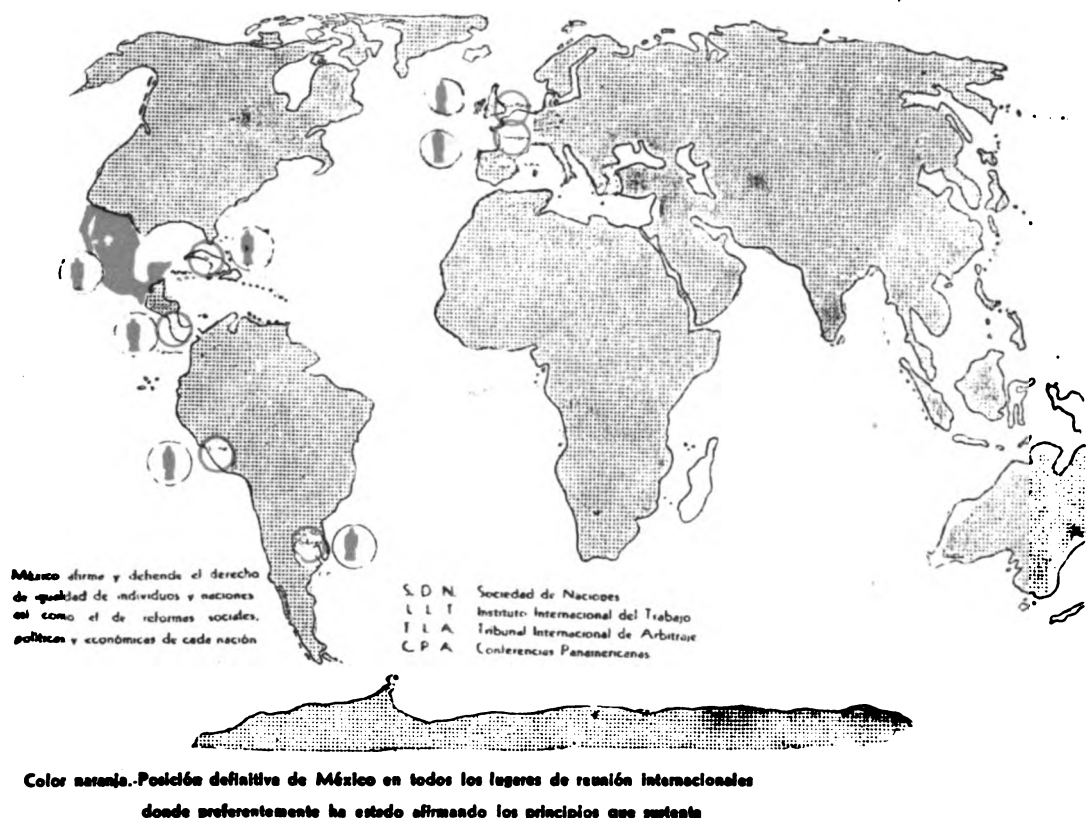 México afirma y defiende el derecho
de igualdad de individuos y naciones
así como el de reformas sociales,
políticas y económicas de cada nación
S. D. N. Sociedad de Naciones
I. I. T. Instituto Internacional del Trabajo
T. I. A. Tribunal Internacional de Arbitraje
C. P. A. Conferencias Panamericanas
Color naranja.-Posición definitiva de México en todos los lugares de reunión internacionales
donde preferentemente ha estado afirmando los principios que sustenta